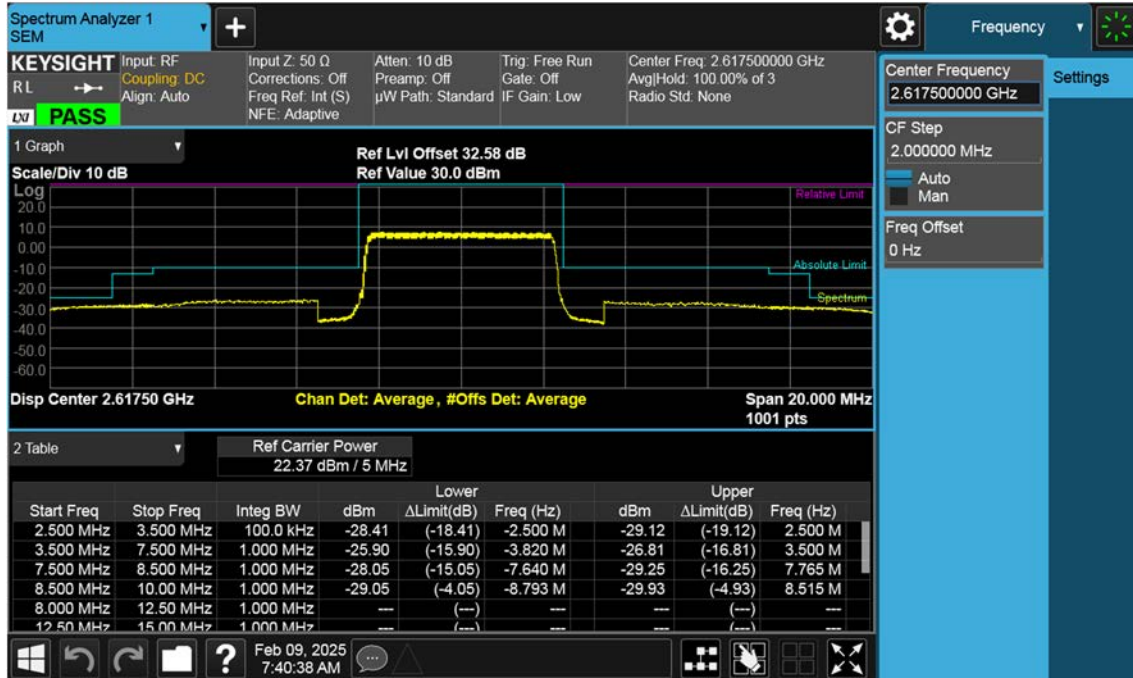 Spectrum Analyzer 1
SEM
Frequency
KEYSIGHT
R L
LXI PASS
Input: RF
Coupling: DC
Align: Auto
Input Z: 50 Ω
Corrections: Off
Freq Ref: Int (S)
NFE: Adaptive
Atten: 10 dB
Preamp: Off
µW Path: Standard
Trig: Free Run
Gate: Off
IF Gain: Low
Center Freq: 2.617500000 GHz
Avg|Hold: 100.00% of 3
Radio Std: None
Center Frequency
2.617500000 GHz
Settings
CF Step
2.000000 MHz
Auto
Man
Freq Offset
0 Hz
1 Graph
Scale/Div 10 dB
Ref Lvl Offset 32.58 dB
Ref Value 30.0 dBm
Log
20.0
10.0
0.00
-10.0
-20.0
-30.0
-40.0
-50.0
-60.0
Relative Limit
Absolute Limit
Spectrum
Disp Center 2.61750 GHz
Chan Det: Average, #Offs Det: Average
Span 20.000 MHz
1001 pts
2 Table
Ref Carrier Power
22.37 dBm / 5 MHz
Lower Upper
Start Freq Stop Freq Integ BW dBm ΔLimit(dB) Freq (Hz) dBm ΔLimit(dB) Freq (Hz)
2.500 MHz 3.500 MHz 100.0 kHz -28.41 (-18.41) -2.500 M -29.12 (-19.12) 2.500 M
3.500 MHz 7.500 MHz 1.000 MHz -25.90 (-15.90) -3.820 M -26.81 (-16.81) 3.500 M
7.500 MHz 8.500 MHz 1.000 MHz -28.05 (-15.05) -7.640 M -29.25 (-16.25) 7.765 M
8.500 MHz 10.00 MHz 1.000 MHz -29.05 (-4.05) -8.793 M -29.93 (-4.93) 8.515 M
8.000 MHz 12.50 MHz 1.000 MHz --- (---) --- (---) ---
12.50 MHz 15.00 MHz 1.000 MHz --- (---) --- (---) ---
Feb 09, 2025
7:40:38 AM